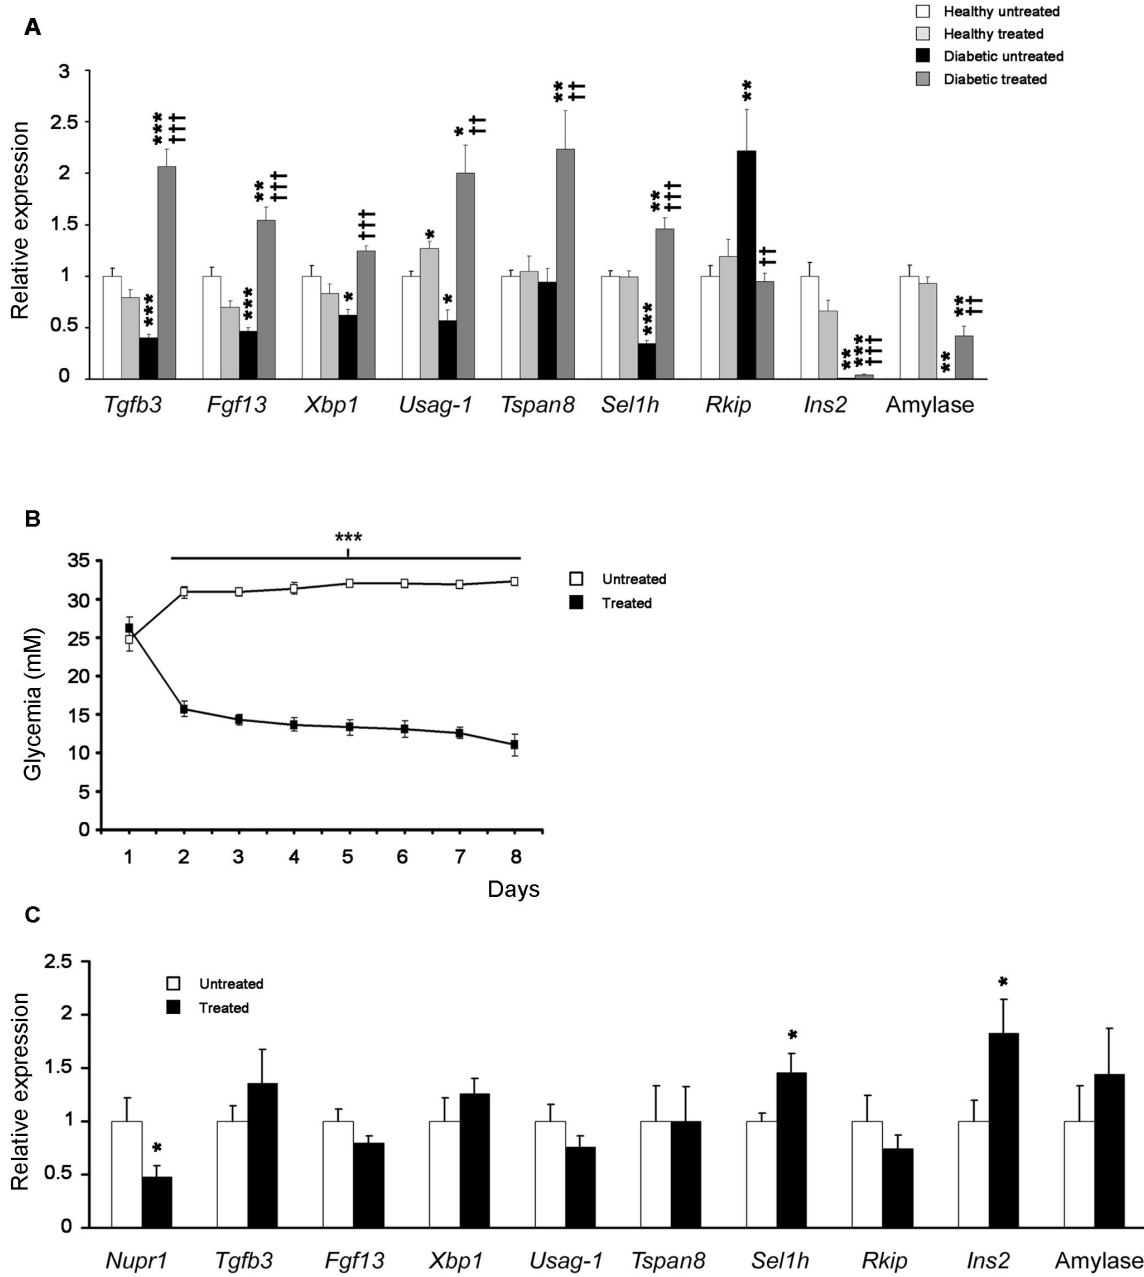 A
Healthy untreated
Healthy treated
Diabetic untreated
Diabetic treated
Relative expression
3
2.5
2
1.5
1
0.5
0
***
***
†††
***
**
†††
*
†††
*
*
*
††
**
††
***
**
†††
**
††
**
***
†††
**
**
††
Tgfb3 Fgf13 Xbp1 Usag-1 Tspan8 Sel1h Rkip Ins2 Amylase
B
***
Glycemia (mM)
35
30
25
20
15
10
5
0
Untreated
Treated
1 2 3 4 5 6 7 8
Days
C
Relative expression
2.5
2
1.5
1
0.5
0
Untreated
Treated
*
*
*
Nupr1 Tgfb3 Fgf13 Xbp1 Usag-1 Tspan8 Sel1h Rkip Ins2 Amylase